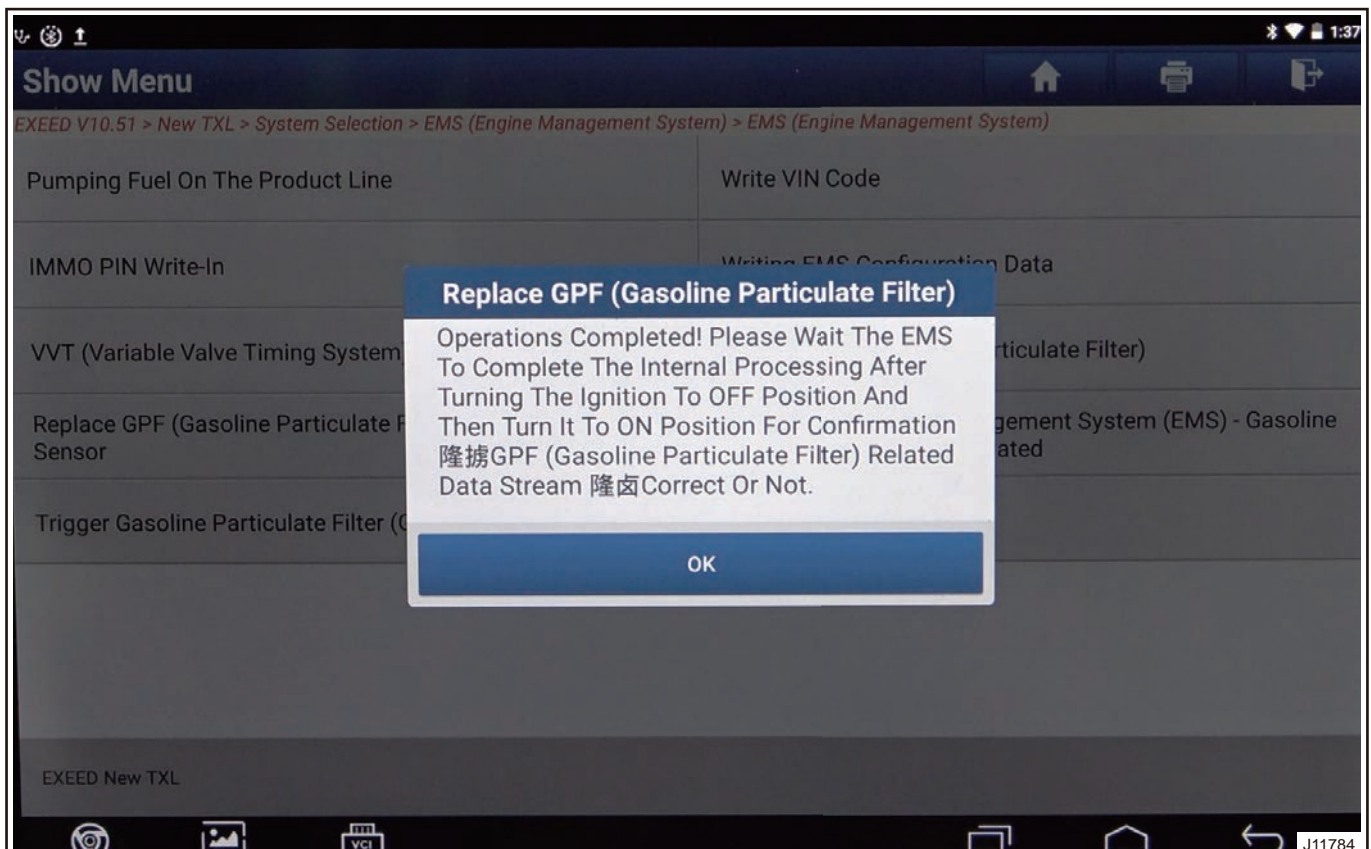 1:37
Show Menu
EXEED V10.51 > New TXL > System Selection > EMS (Engine Management System) > EMS (Engine Management System)
Pumping Fuel On The Product Line
Write VIN Code
IMMO PIN Write-In
Writing EMS Configuration Data
Replace GPF (Gasoline Particulate Filter)
Operations Completed! Please Wait The EMS
To Complete The Internal Processing After
Turning The Ignition To OFF Position And
Then Turn It To ON Position For Confirmation
隆掳GPF (Gasoline Particulate Filter) Related
Data Stream 隆卤Correct Or Not.
OK
VVT (Variable Valve Timing System
rticulate Filter)
Replace GPF (Gasoline Particulate F
Sensor
gement System (EMS) - Gasoline
ated
Trigger Gasoline Particulate Filter (G
EXEED New TXL
VCI
J11784